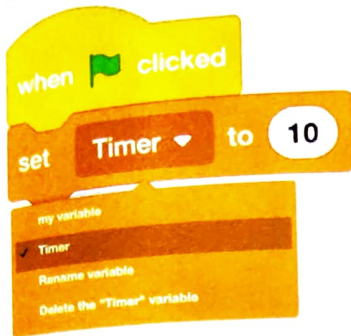 when clicked
set Timer to 10
my variable
✓ Timer
Rename variable
Delete the "Timer" variable